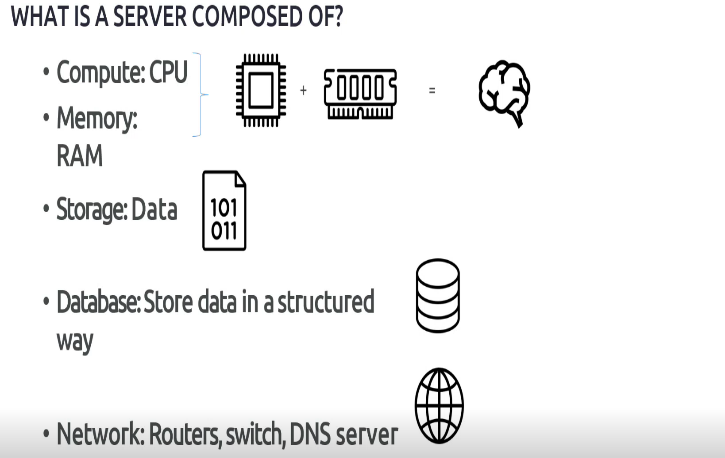 WHAT IS A SERVER COMPOSED OF?
• Compute: CPU
• Memory:
RAM
+
=
• Storage: Data
101
011
• Database: Store data in a structured
way
• Network: Routers, switch, DNS server